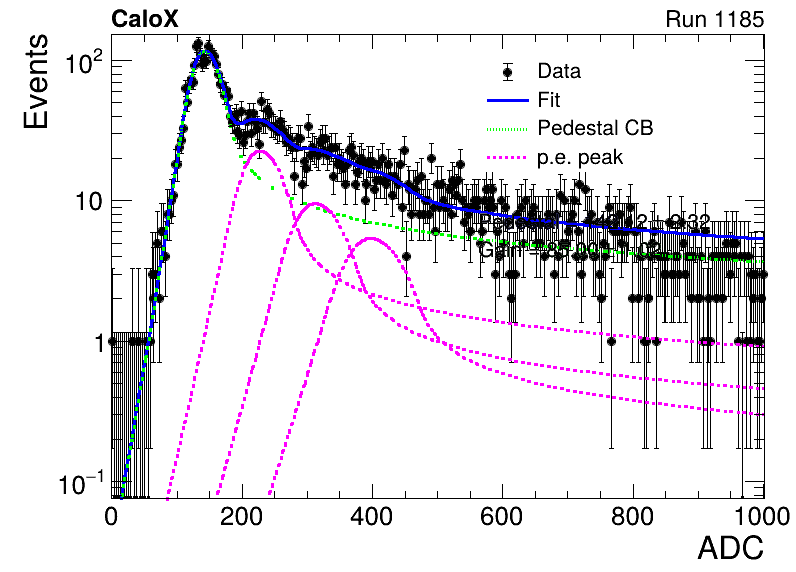 CaloX Run 1185
Events
Data
Fit
Pedestal CB
p.e. peak
10²
10
1
10⁻¹
0 200 400 600 800 1000
ADC